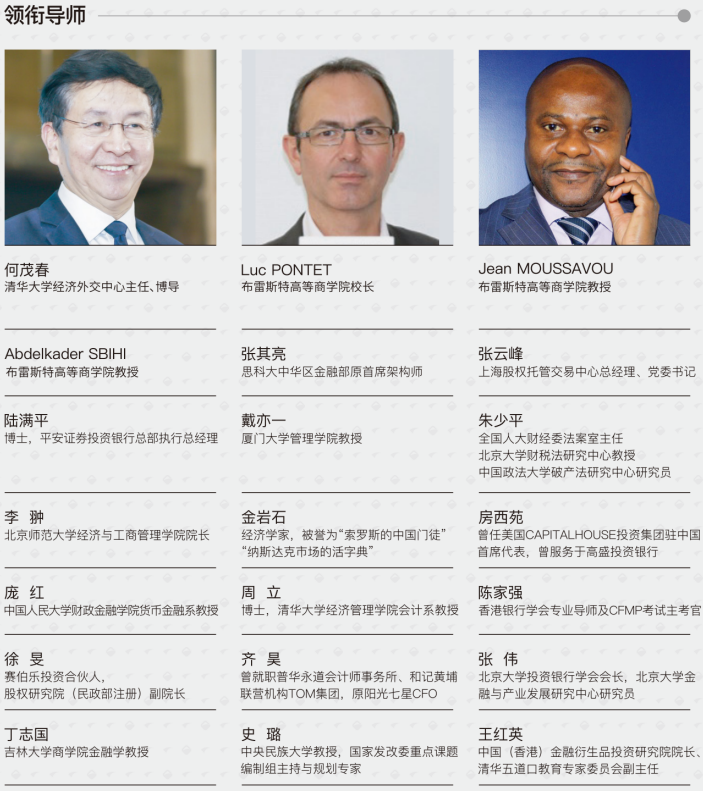 领衔导师
何茂春
清华大学经济外交中心主任、博导
Luc PONTET
布雷斯特高等商学院校长
Jean MOUSSAVOU
布雷斯特高等商学院教授
Abdelkader SBIHI
布雷斯特高等商学院教授
张其亮
思科大中华区金融部原首席架构师
张云峰
上海股权托管交易中心总经理、党委书记
陆满平
博士，平安证券投资银行总部执行总经理
戴亦一
厦门大学管理学院教授
朱少平
全国人大财经委法案室主任
北京大学财税法研究中心教授
中国政法大学破产法研究中心研究员
李 翀
北京师范大学经济与工商管理学院院长
金岩石
经济学家，被誉为“索罗斯的中国门徒”
“纳斯达克市场的活字典”
房西苑
曾任美国CAPITALHOUSE投资集团驻中国
首席代表，曾服务于高盛投资银行
庞 红
中国人民大学财政金融学院货币金融系教授
周 立
博士，清华大学经济管理学院会计系教授
陈家强
香港银行学会专业导师及CFMP考试主考官
徐 旻
赛伯乐投资合伙人，
股权研究院（民政部注册）副院长
齐 昊
曾就职普华永道会计师事务所、和记黄埔
联营机构TOM集团，原阳光七星CFO
张 伟
北京大学投资银行学会会长，北京大学金
融与产业发展研究中心研究员
丁志国
吉林大学商学院金融学教授
史 璐
中央民族大学教授，国家发改委重点课题
编制组主持与规划专家
王红英
中国（香港）金融衍生品投资研究院院长、
清华五道口教育专家委员会副主任